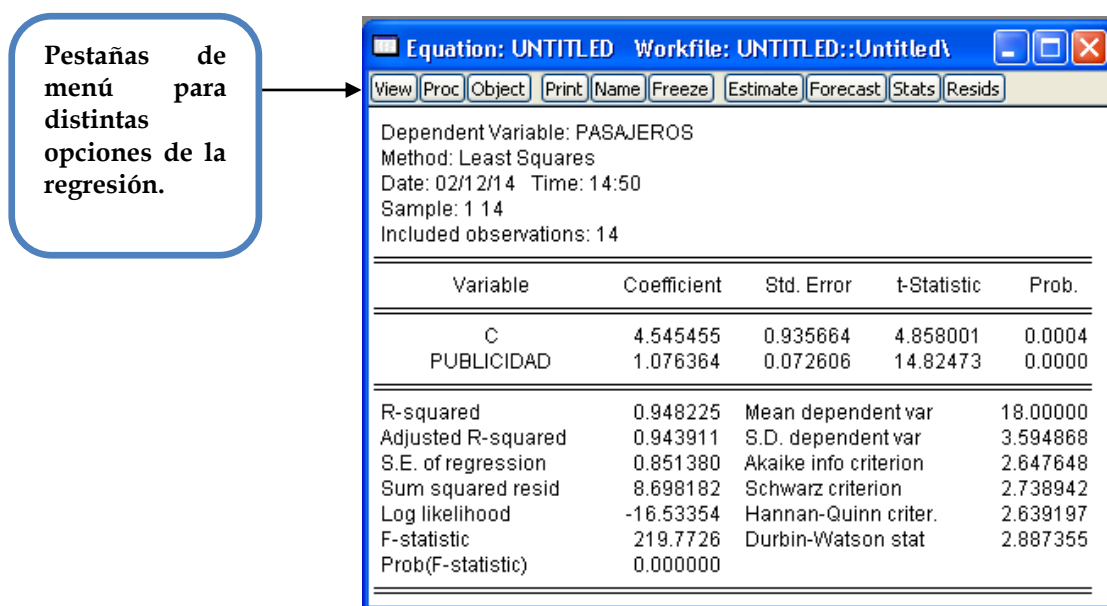 Pestañas de
menú para
distintas
opciones de la
regresión.
Equation: UNTITLED Workfile: UNTITLED::Untitled\
View Proc Object Print Name Freeze Estimate Forecast Stats Resids
Dependent Variable: PASAJEROS
Method: Least Squares
Date: 02/12/14 Time: 14:50
Sample: 1 14
Included observations: 14
Variable Coefficient Std. Error t-Statistic Prob.
C 4.545455 0.935664 4.858001 0.0004
PUBLICIDAD 1.076364 0.072606 14.82473 0.0000
R-squared 0.948225 Mean dependent var 18.00000
Adjusted R-squared 0.943911 S.D. dependent var 3.594868
S.E. of regression 0.851380 Akaike info criterion 2.647648
Sum squared resid 8.698182 Schwarz criterion 2.738942
Log likelihood -16.53354 Hannan-Quinn criter. 2.639197
F-statistic 219.7726 Durbin-Watson stat 2.887355
Prob(F-statistic) 0.000000